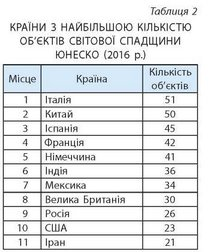 Таблиця 2
КРАЇНИ З НАЙБІЛЬШОЮ КІЛЬКІСТЮ
ОБ'ЄКТІВ СВІТОВОЇ СПАДЩИНИ
ЮНЕСКО (2016 р.)
Місце Країна Кількість об'єктів
1 Італія 51
2 Китай 50
3 Іспанія 45
4 Франція 42
5 Німеччина 41
6 Індія 36
7 Мексика 34
8 Велика Британія 30
9 Росія 26
10 США 23
11 Іран 21